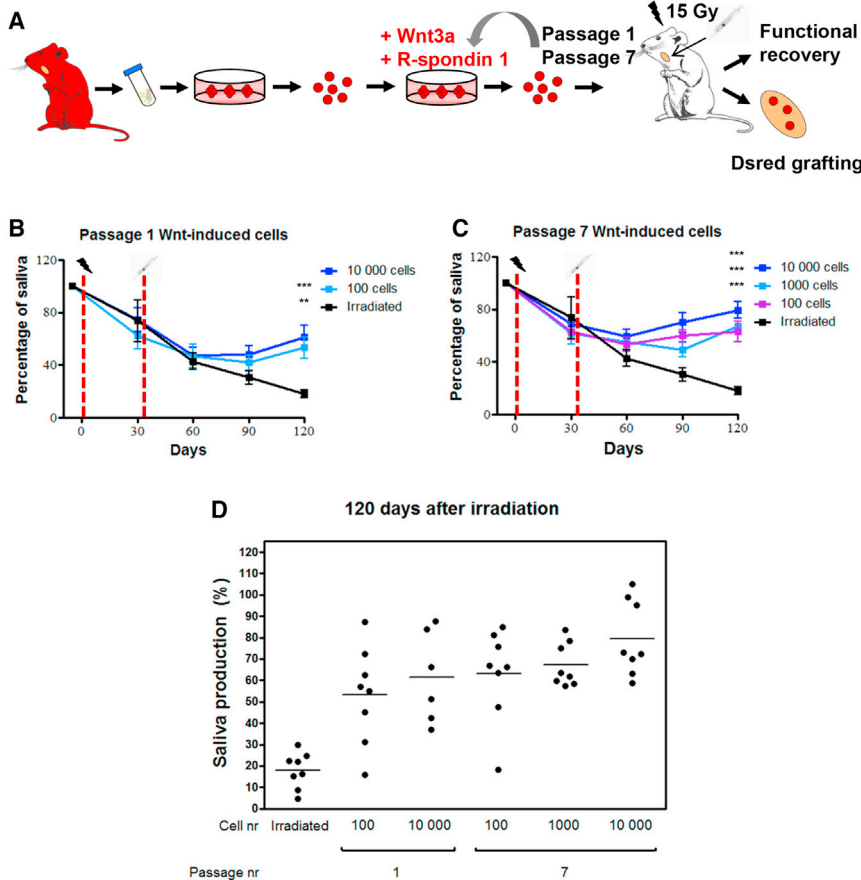 A
+ Wnt3a
+ R-spondin 1
Passage 1
Passage 7
15 Gy
Functional
recovery
Dsred grafting
B
Passage 1 Wnt-induced cells
Percentage of saliva
120
80
40
0
0 30 60 90 120
Days
10 000 cells
100 cells
Irradiated
***
**
C
Passage 7 Wnt-induced cells
Percentage of saliva
120
80
40
0
0 30 60 90 120
Days
***
***
***
10 000 cells
1000 cells
100 cells
Irradiated
D
120 days after irradiation
Saliva production (%)
120
110
100
90
80
70
60
50
40
30
20
10
0
Cell nr Irradiated 100 10 000 100 1000 10 000
Passage nr 1 7